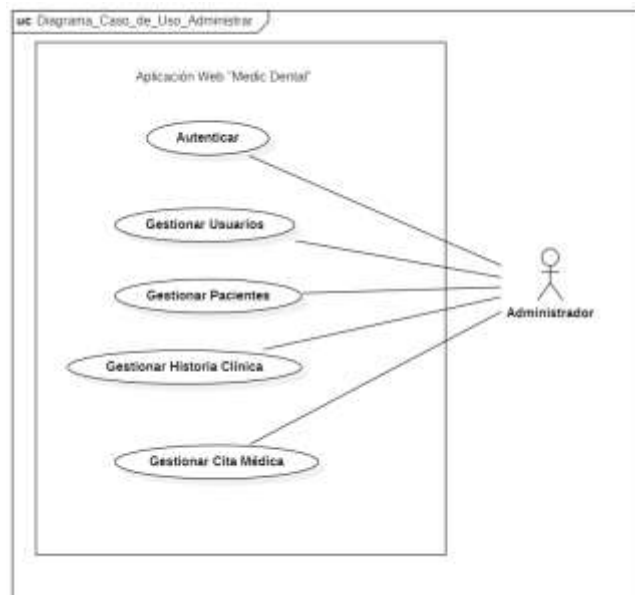 uc Diagrama_Caso_de_Uso_Administrar
Aplicación Web "Medic Dental"
Autenticar
Gestionar Usuarios
Gestionar Pacientes
Administrador
Gestionar Historia Clínica
Gestionar Cita Médica